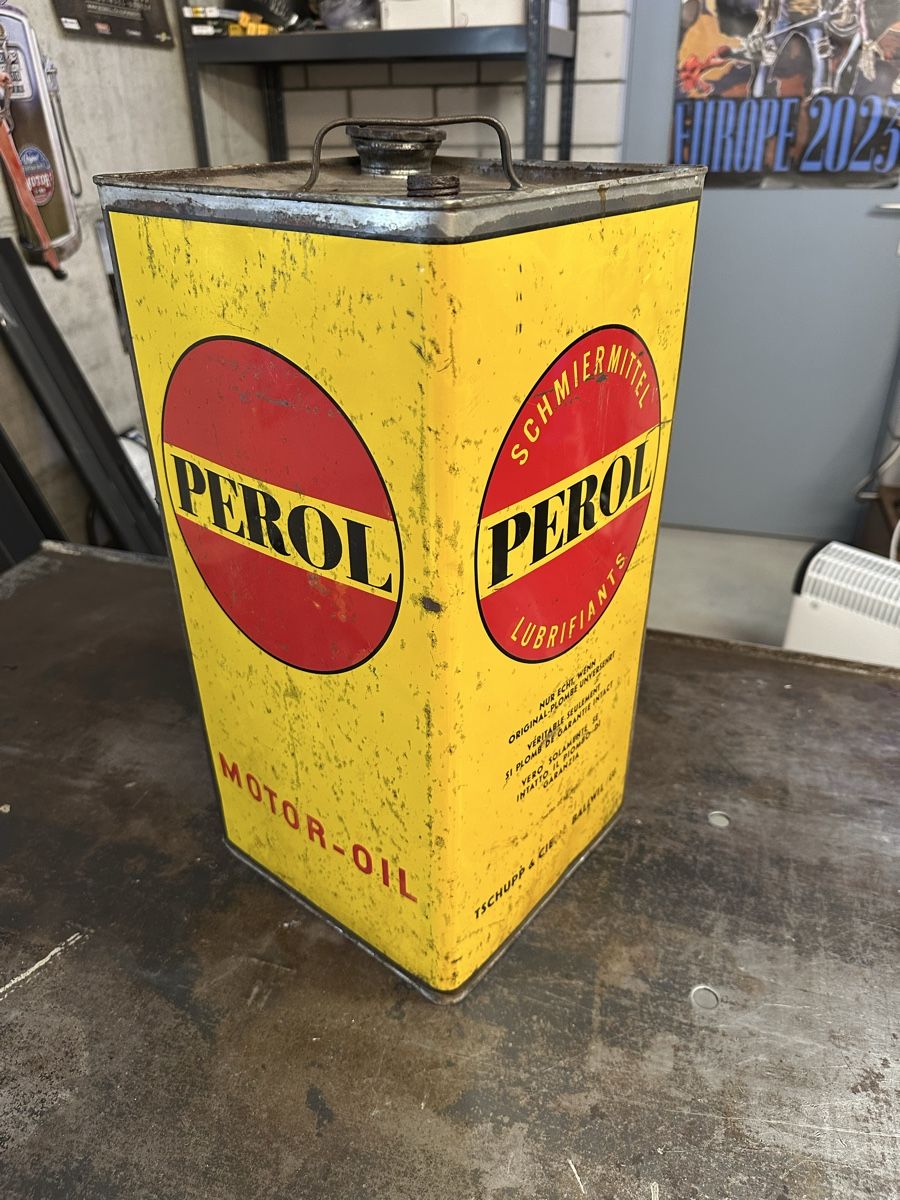 EUROPE 2023
PEROL
MOTOR-OIL
SCHMIERMITTEL
PEROL
LUBRIFIANTS
NUR ECHT, WENN
ORIGINAL-PLOMBE UNVERSEHRT
VÉRITABLE SEULEMENT
SI PLOMB DE GARANTIE INTACT
VERO SOLAMENTE SE
INTATTO IL PIOMBO DI
GARANZIA
TSCHUPP & CIE. BALLWIL